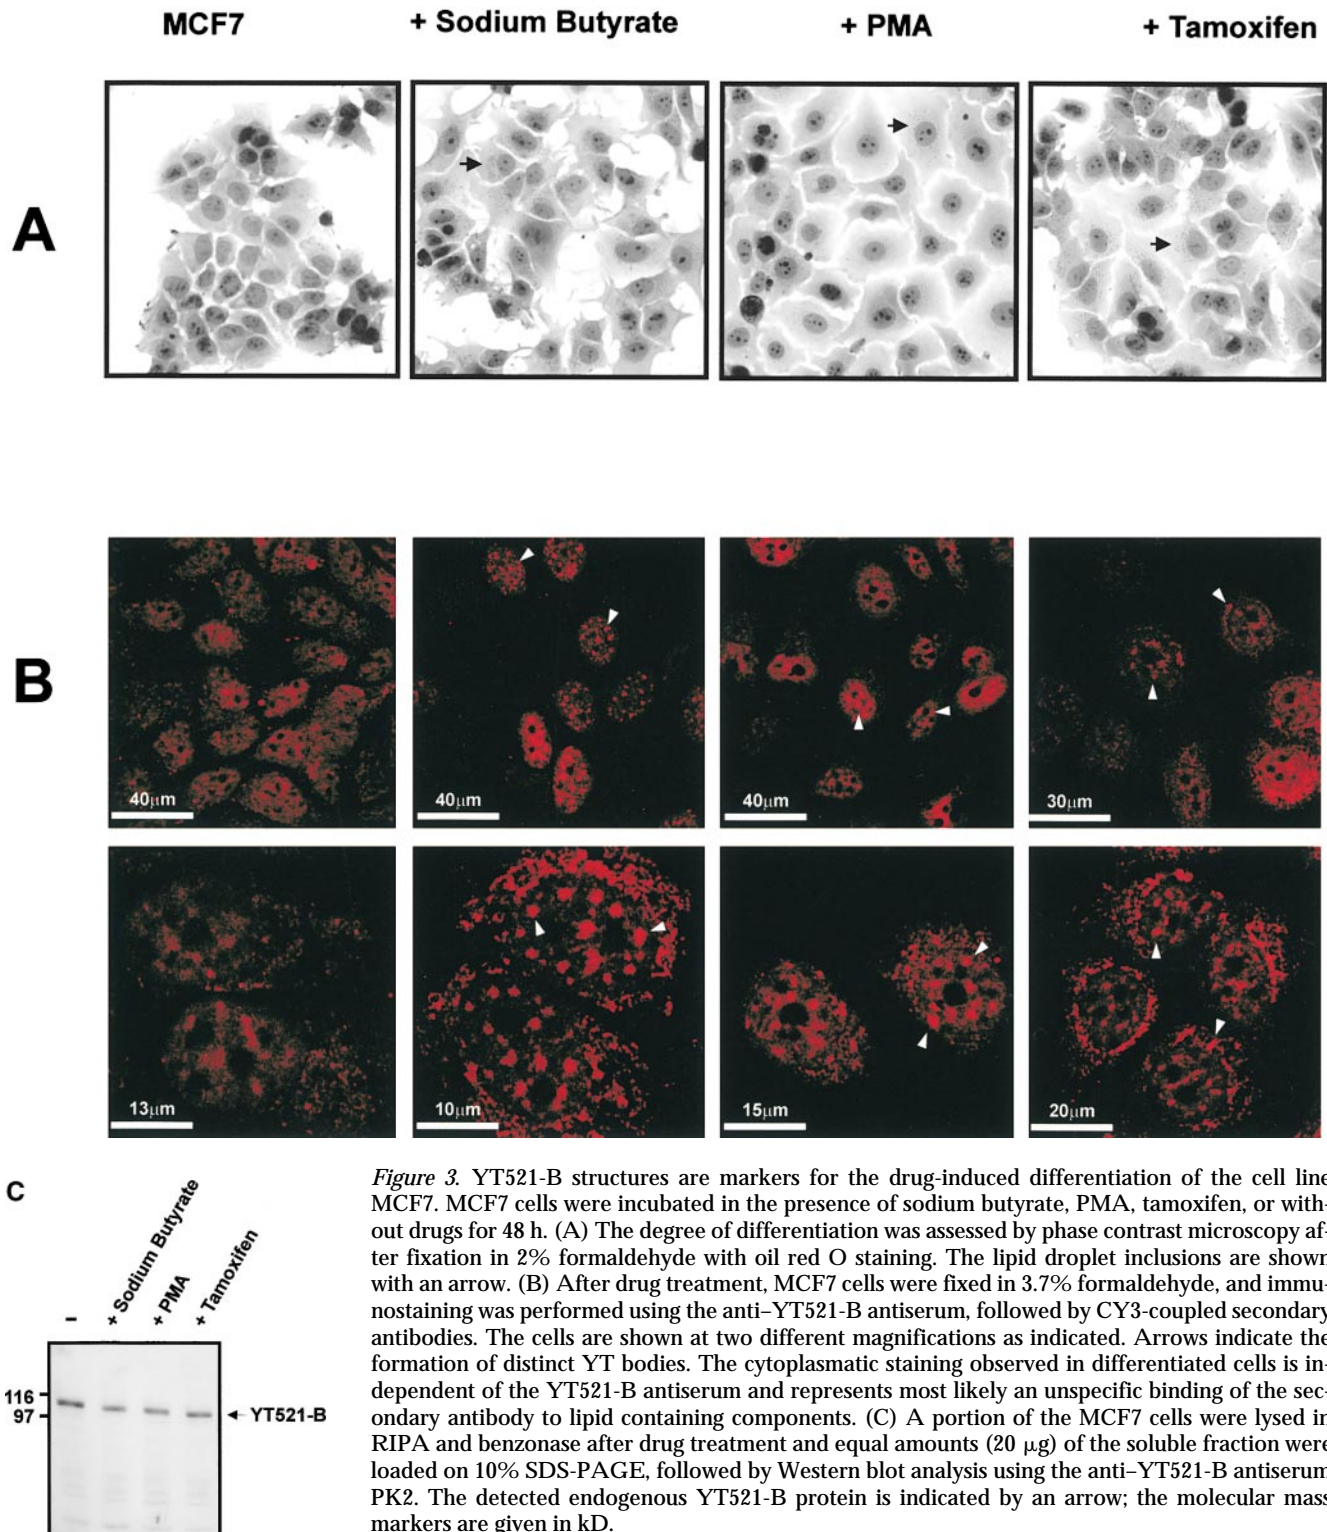 MCF7
+ Sodium Butyrate
+ PMA
+ Tamoxifen
A
B
40µm
40µm
40µm
30µm
13µm
10µm
15µm
20µm
C
–
+ Sodium Butyrate
+ PMA
+ Tamoxifen
116
97
YT521-B
Figure 3. YT521-B structures are markers for the drug-induced differentiation of the cell line
MCF7. MCF7 cells were incubated in the presence of sodium butyrate, PMA, tamoxifen, or with-
out drugs for 48 h. (A) The degree of differentiation was assessed by phase contrast microscopy af-
ter fixation in 2% formaldehyde with oil red O staining. The lipid droplet inclusions are shown
with an arrow. (B) After drug treatment, MCF7 cells were fixed in 3.7% formaldehyde, and immu-
nostaining was performed using the anti–YT521-B antiserum, followed by CY3-coupled secondary
antibodies. The cells are shown at two different magnifications as indicated. Arrows indicate the
formation of distinct YT bodies. The cytoplasmatic staining observed in differentiated cells is in-
dependent of the YT521-B antiserum and represents most likely an unspecific binding of the sec-
ondary antibody to lipid containing components. (C) A portion of the MCF7 cells were lysed in
RIPA and benzonase after drug treatment and equal amounts (20 µg) of the soluble fraction were
loaded on 10% SDS-PAGE, followed by Western blot analysis using the anti–YT521-B antiserum
PK2. The detected endogenous YT521-B protein is indicated by an arrow; the molecular mass
markers are given in kD.